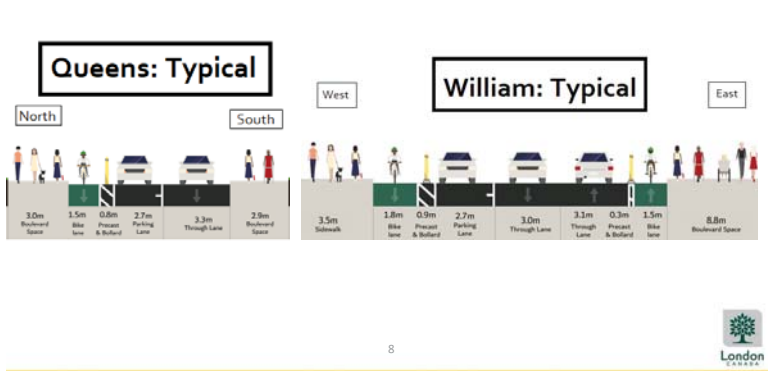 Queens: Typical
North
South
3.0m
Boulevard
Space
1.5m
Bike
lane
0.8m
Precast
& Bollard
2.7m
Parking
Lane
3.3m
Through Lane
2.9m
Boulevard
Space
William: Typical
West
East
3.5m
Sidewalk
1.8m
Bike
lane
0.9m
Precast
& Bollard
2.7m
Parking
Lane
3.0m
Through Lane
3.1m
Through
Lane
0.3m
Precast
& Bollard
1.5m
Bike
lane
8.8m
Boulevard Space
8
London
CANADA